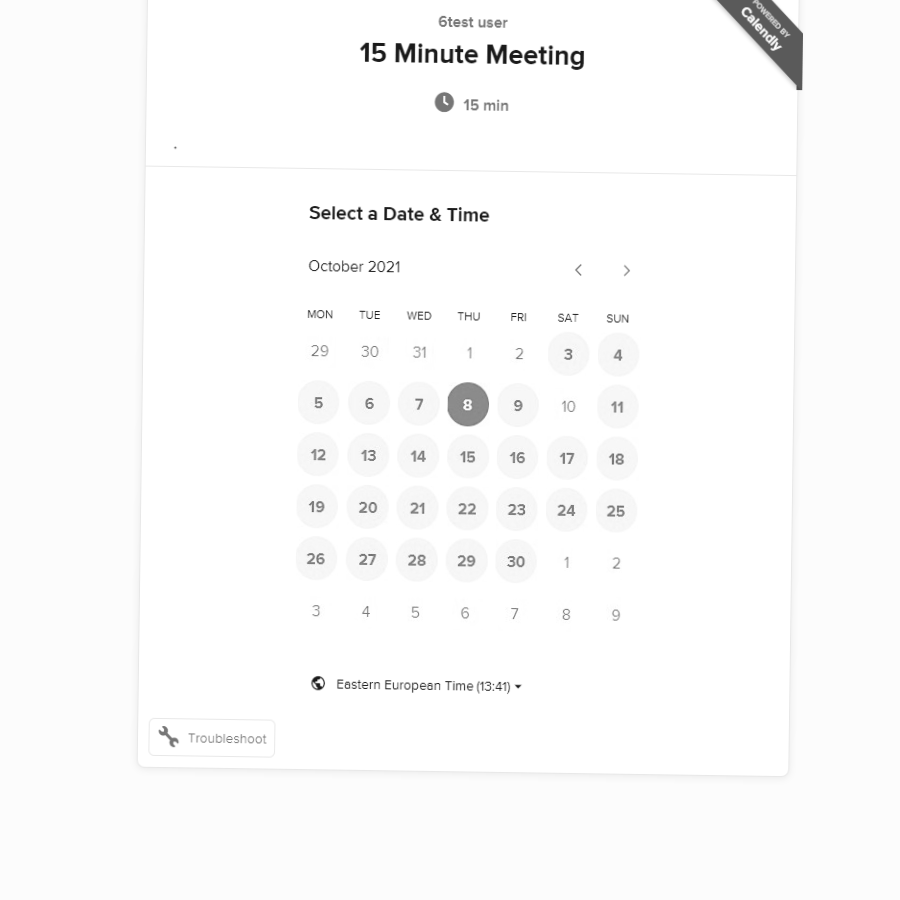 6test user
15 Minute Meeting
POWERED BY
Calendly
15 min
.
Select a Date & Time
October 2021
MON TUE WED THU FRI SAT SUN
29 30 31 1 2 3 4
5 6 7 8 9 10 11
12 13 14 15 16 17 18
19 20 21 22 23 24 25
26 27 28 29 30 1 2
3 4 5 6 7 8 9
Eastern European Time (13:41)
Troubleshoot